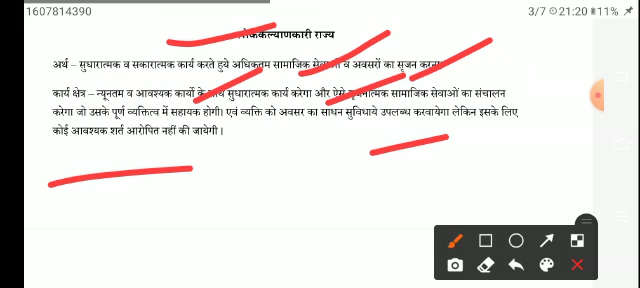 1607814390
3/7 21:20 11%
लोककल्याणकारी राज्य
अर्थ – सुधारात्मक व सकारात्मक कार्य करते हुये अधिकतम सामाजिक सेवाओं व अवसरों का सृजन करना
कार्य क्षेत्र – न्यूनतम व आवश्यक कार्यो के साथ सुधारात्मक कार्य करेगा और ऐसे सृजनात्मक सामाजिक सेवाओं का संचालन
करेगा जो उसके पूर्ण व्यक्तित्व में सहायक होगी। एवं व्यक्ति को अवसर का साधन सुविधाये उपलब्ध करवायेगा लेकिन इसके लिए
कोई आवश्यक शर्त आरोपित नहीं की जायेगी।